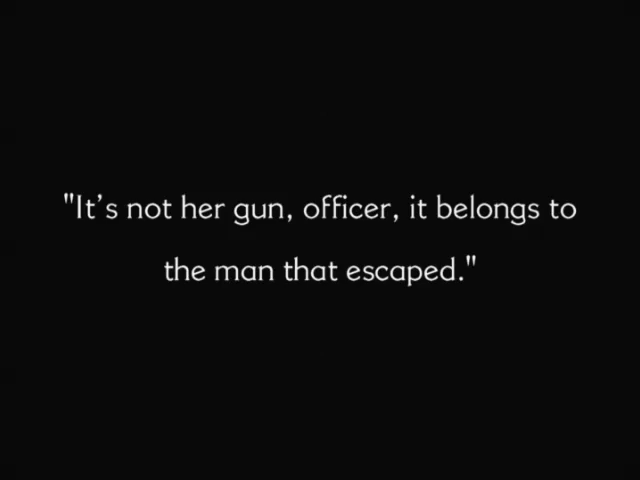 "It's not her gun, officer, it belongs to
the man that escaped."